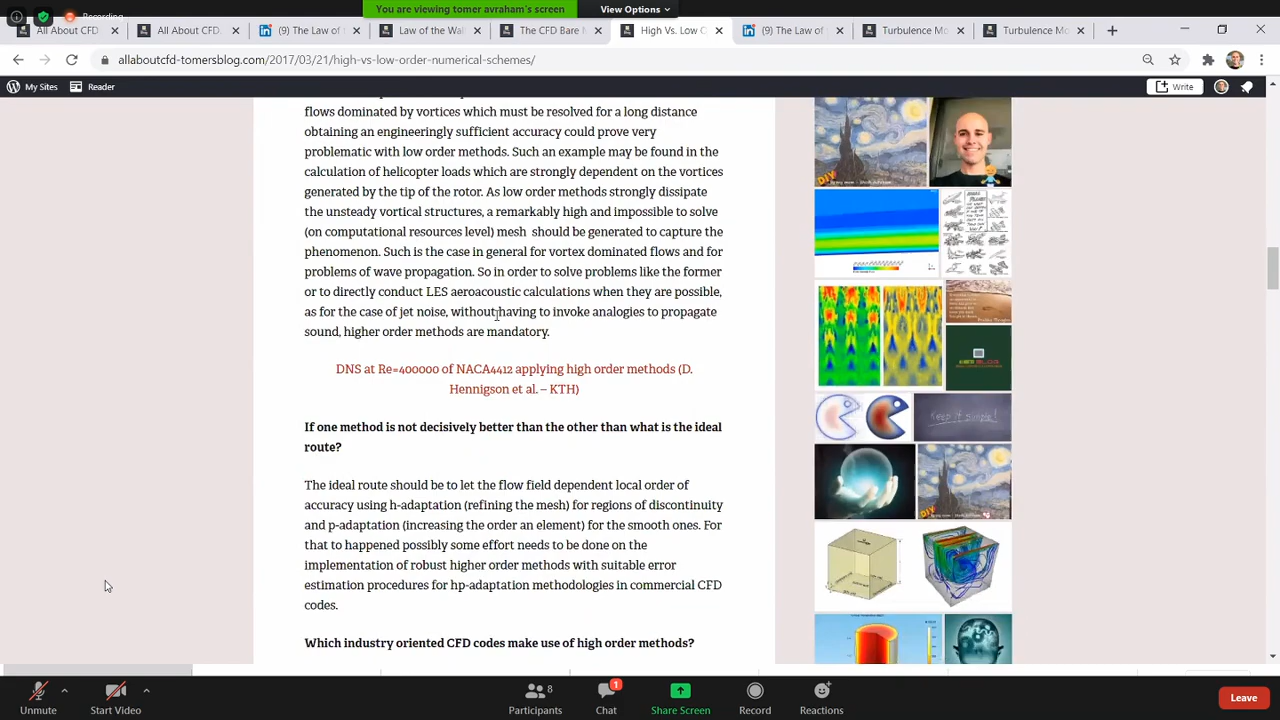 Recording
You are viewing tomer avraham's screen
View Options
All About CFD
All About CFD.
(9) The Law of
Law of the Wal
The CFD Bare
High Vs. Low
(9) The Law of
Turbulence Mo
Turbulence Mo
allaboutcfd-tomersblog.com/2017/03/21/high-vs-low-order-numerical-schemes/
My Sites
Reader
Write
flows dominated by vortices which must be resolved for a long distance
obtaining an engineeringly sufficient accuracy could prove very
problematic with low order methods. Such an example may be found in the
calculation of helicopter loads which are strongly dependent on the vortices
generated by the tip of the rotor. As low order methods strongly dissipate
the unsteady vortical structures, a remarkably high and impossible to solve
(on computational resources level) mesh should be generated to capture the
phenomenon. Such is the case in general for vortex dominated flows and for
problems of wave propagation. So in order to solve problems like the former
or to directly conduct LES aeroacoustic calculations when they are possible,
as for the case of jet noise, without having to invoke analogies to propagate
sound, higher order methods are mandatory.
DNS at Re=400000 of NACA4412 applying high order methods (D.
Hennigson et al. – KTH)
If one method is not decisively better than the other than what is the ideal
route?
The ideal route should be to let the flow field dependent local order of
accuracy using h-adaptation (refining the mesh) for regions of discontinuity
and p-adaptation (increasing the order an element) for the smooth ones. For
that to happened possibly some effort needs to be done on the
implementation of robust higher order methods with suitable error
estimation procedures for hp-adaptation methodologies in commercial CFD
codes.
Which industry oriented CFD codes make use of high order methods?
DIY
Keep it simple!
DIY
Unmute
Start Video
8
Participants
1
Chat
Share Screen
Record
Reactions
Leave